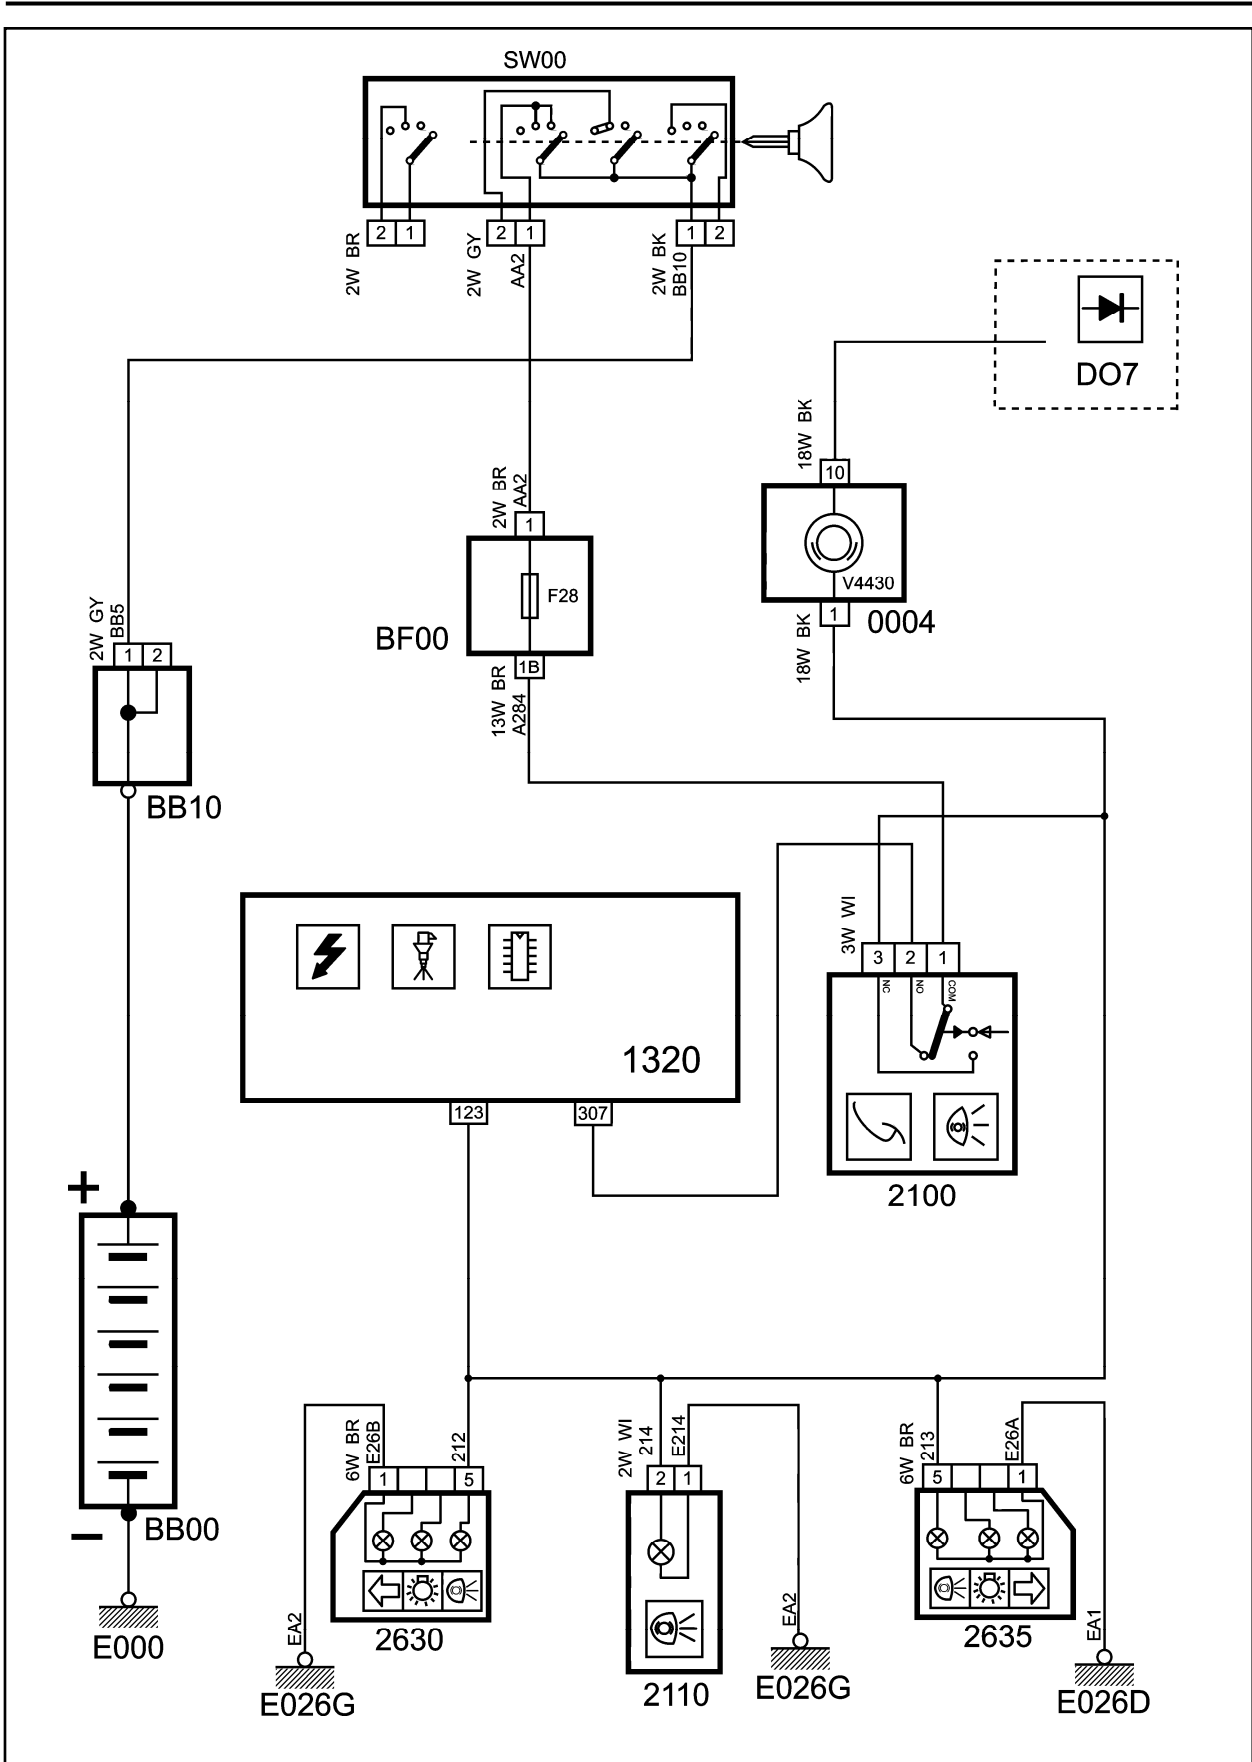 SW00
2 1
2 1
1 2
2W BR
2W GY
AA2
2W BK
BB10
DO7
18W BK
10
V4430
1
0004
18W BK
2W BR
AA2
1
F28
BF00
1B
13W BR
A284
2W GY
BB5
1 2
BB10
3W WI
3 2 1
NC
NO
COM
2100
1320
123
307
+
−
BB00
E000
6W BR
E26B
212
1
5
2630
EA2
E026G
2W WI
214
E214
2 1
2110
EA2
E026G
6W BR
213
E26A
5
1
2635
EA1
E026D